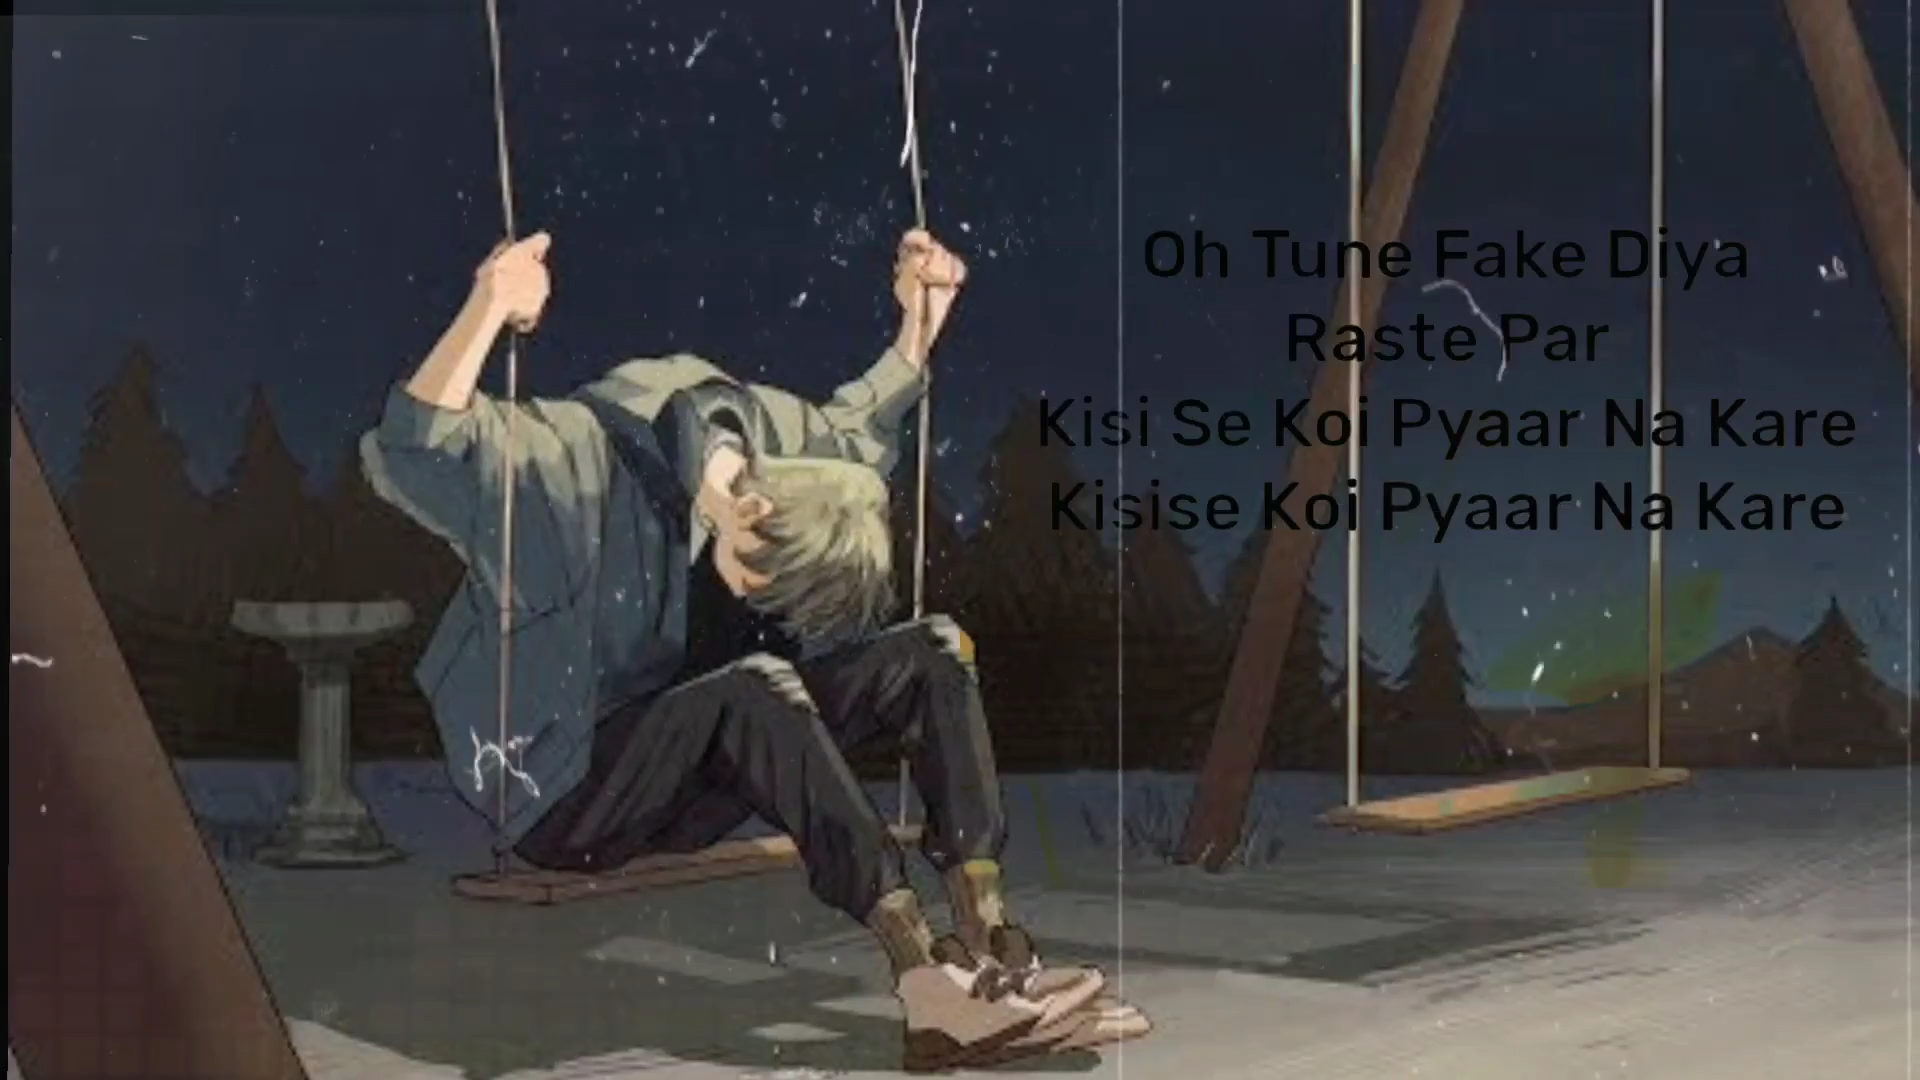 Oh Tune Fake Diya
Raste Par
Kisi Se Koi Pyaar Na Kare
Kisise Koi Pyaar Na Kare